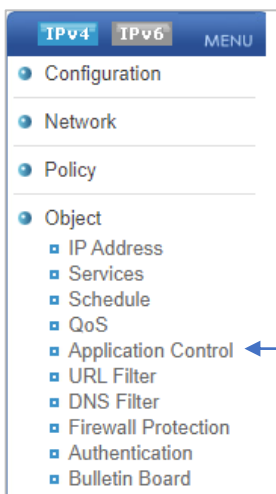 IPv4 IPv6 MENU
Configuration
Network
Policy
Object
IP Address
Services
Schedule
QoS
Application Control
URL Filter
DNS Filter
Firewall Protection
Authentication
Bulletin Board